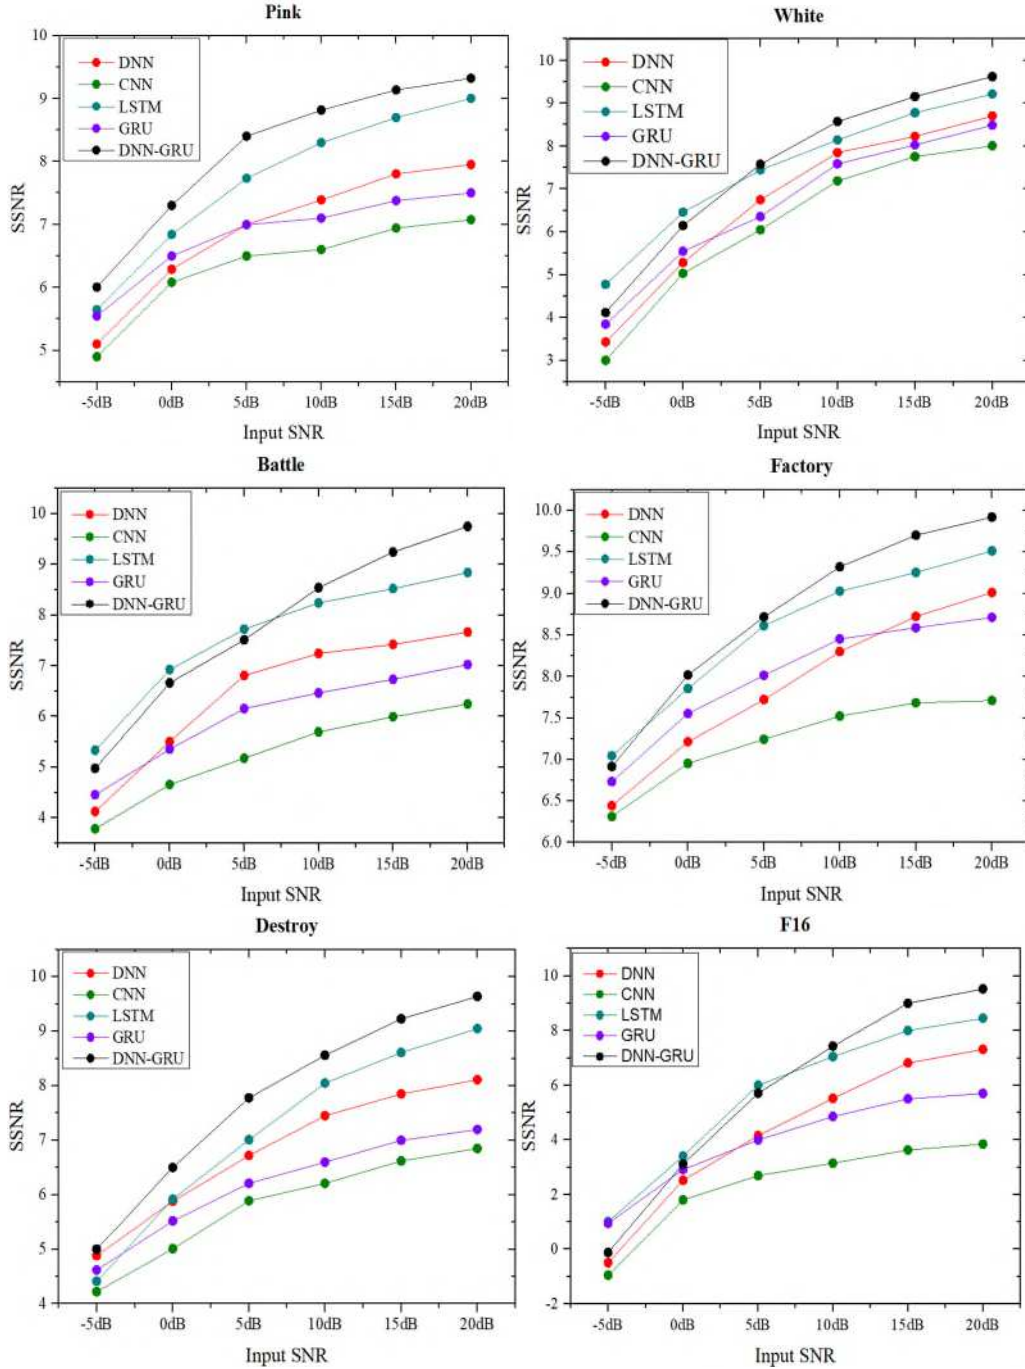 Pink
10
9
8
7
6
5
SSNR
DNN
CNN
LSTM
GRU
DNN-GRU
-5dB 0dB 5dB 10dB 15dB 20dB
Input SNR
White
10
9
8
7
6
5
4
3
SSNR
DNN
CNN
LSTM
GRU
DNN-GRU
-5dB 0dB 5dB 10dB 15dB 20dB
Input SNR
Battle
10
9
8
7
6
5
4
SSNR
DNN
CNN
LSTM
GRU
DNN-GRU
-5dB 0dB 5dB 10dB 15dB 20dB
Input SNR
Factory
10.0
9.5
9.0
8.5
8.0
7.5
7.0
6.5
6.0
SSNR
DNN
CNN
LSTM
GRU
DNN-GRU
-5dB 0dB 5dB 10dB 15dB 20dB
Input SNR
Destroy
10
9
8
7
6
5
4
SSNR
DNN
CNN
LSTM
GRU
DNN-GRU
-5dB 0dB 5dB 10dB 15dB 20dB
Input SNR
F16
10
8
6
4
2
0
-2
SSNR
DNN
CNN
LSTM
GRU
DNN-GRU
-5dB 0dB 5dB 10dB 15dB 20dB
Input SNR